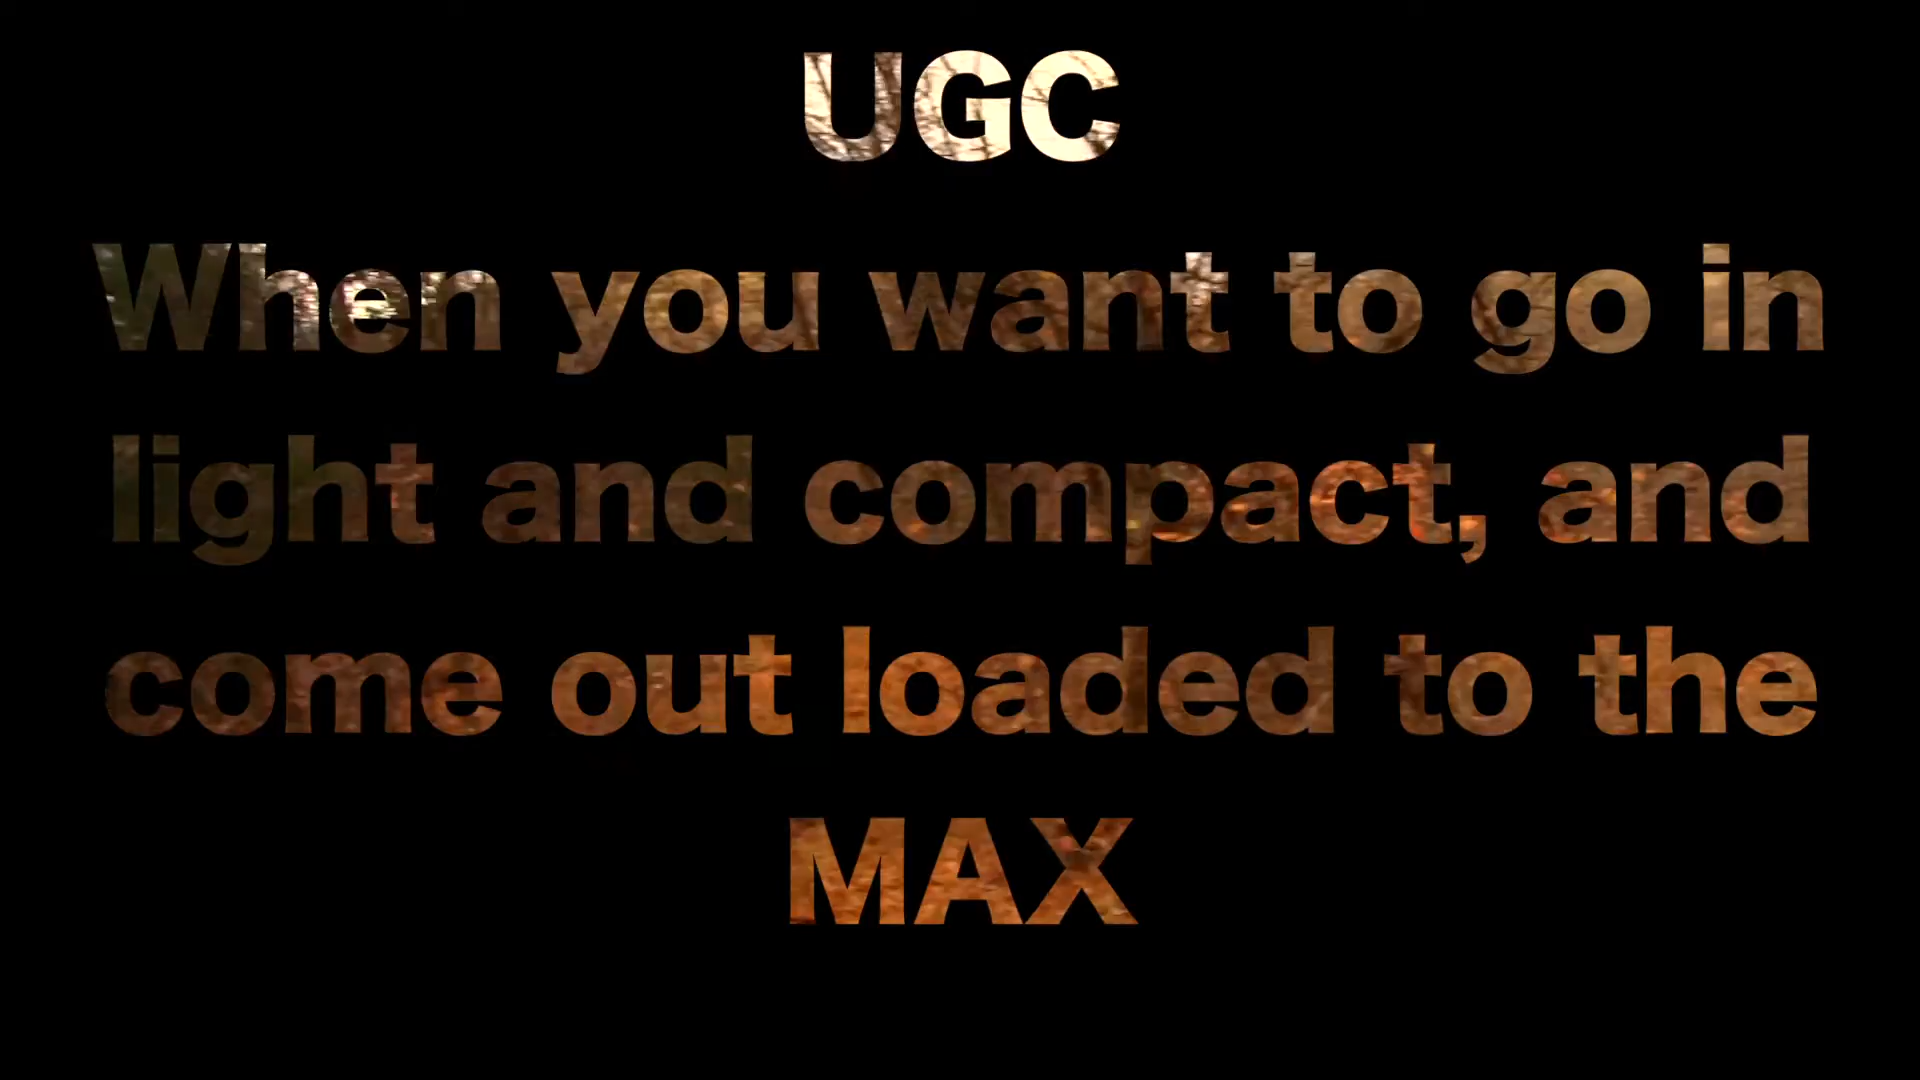 UGC
When you want to go in
light and compact, and
come out loaded to the
MAX